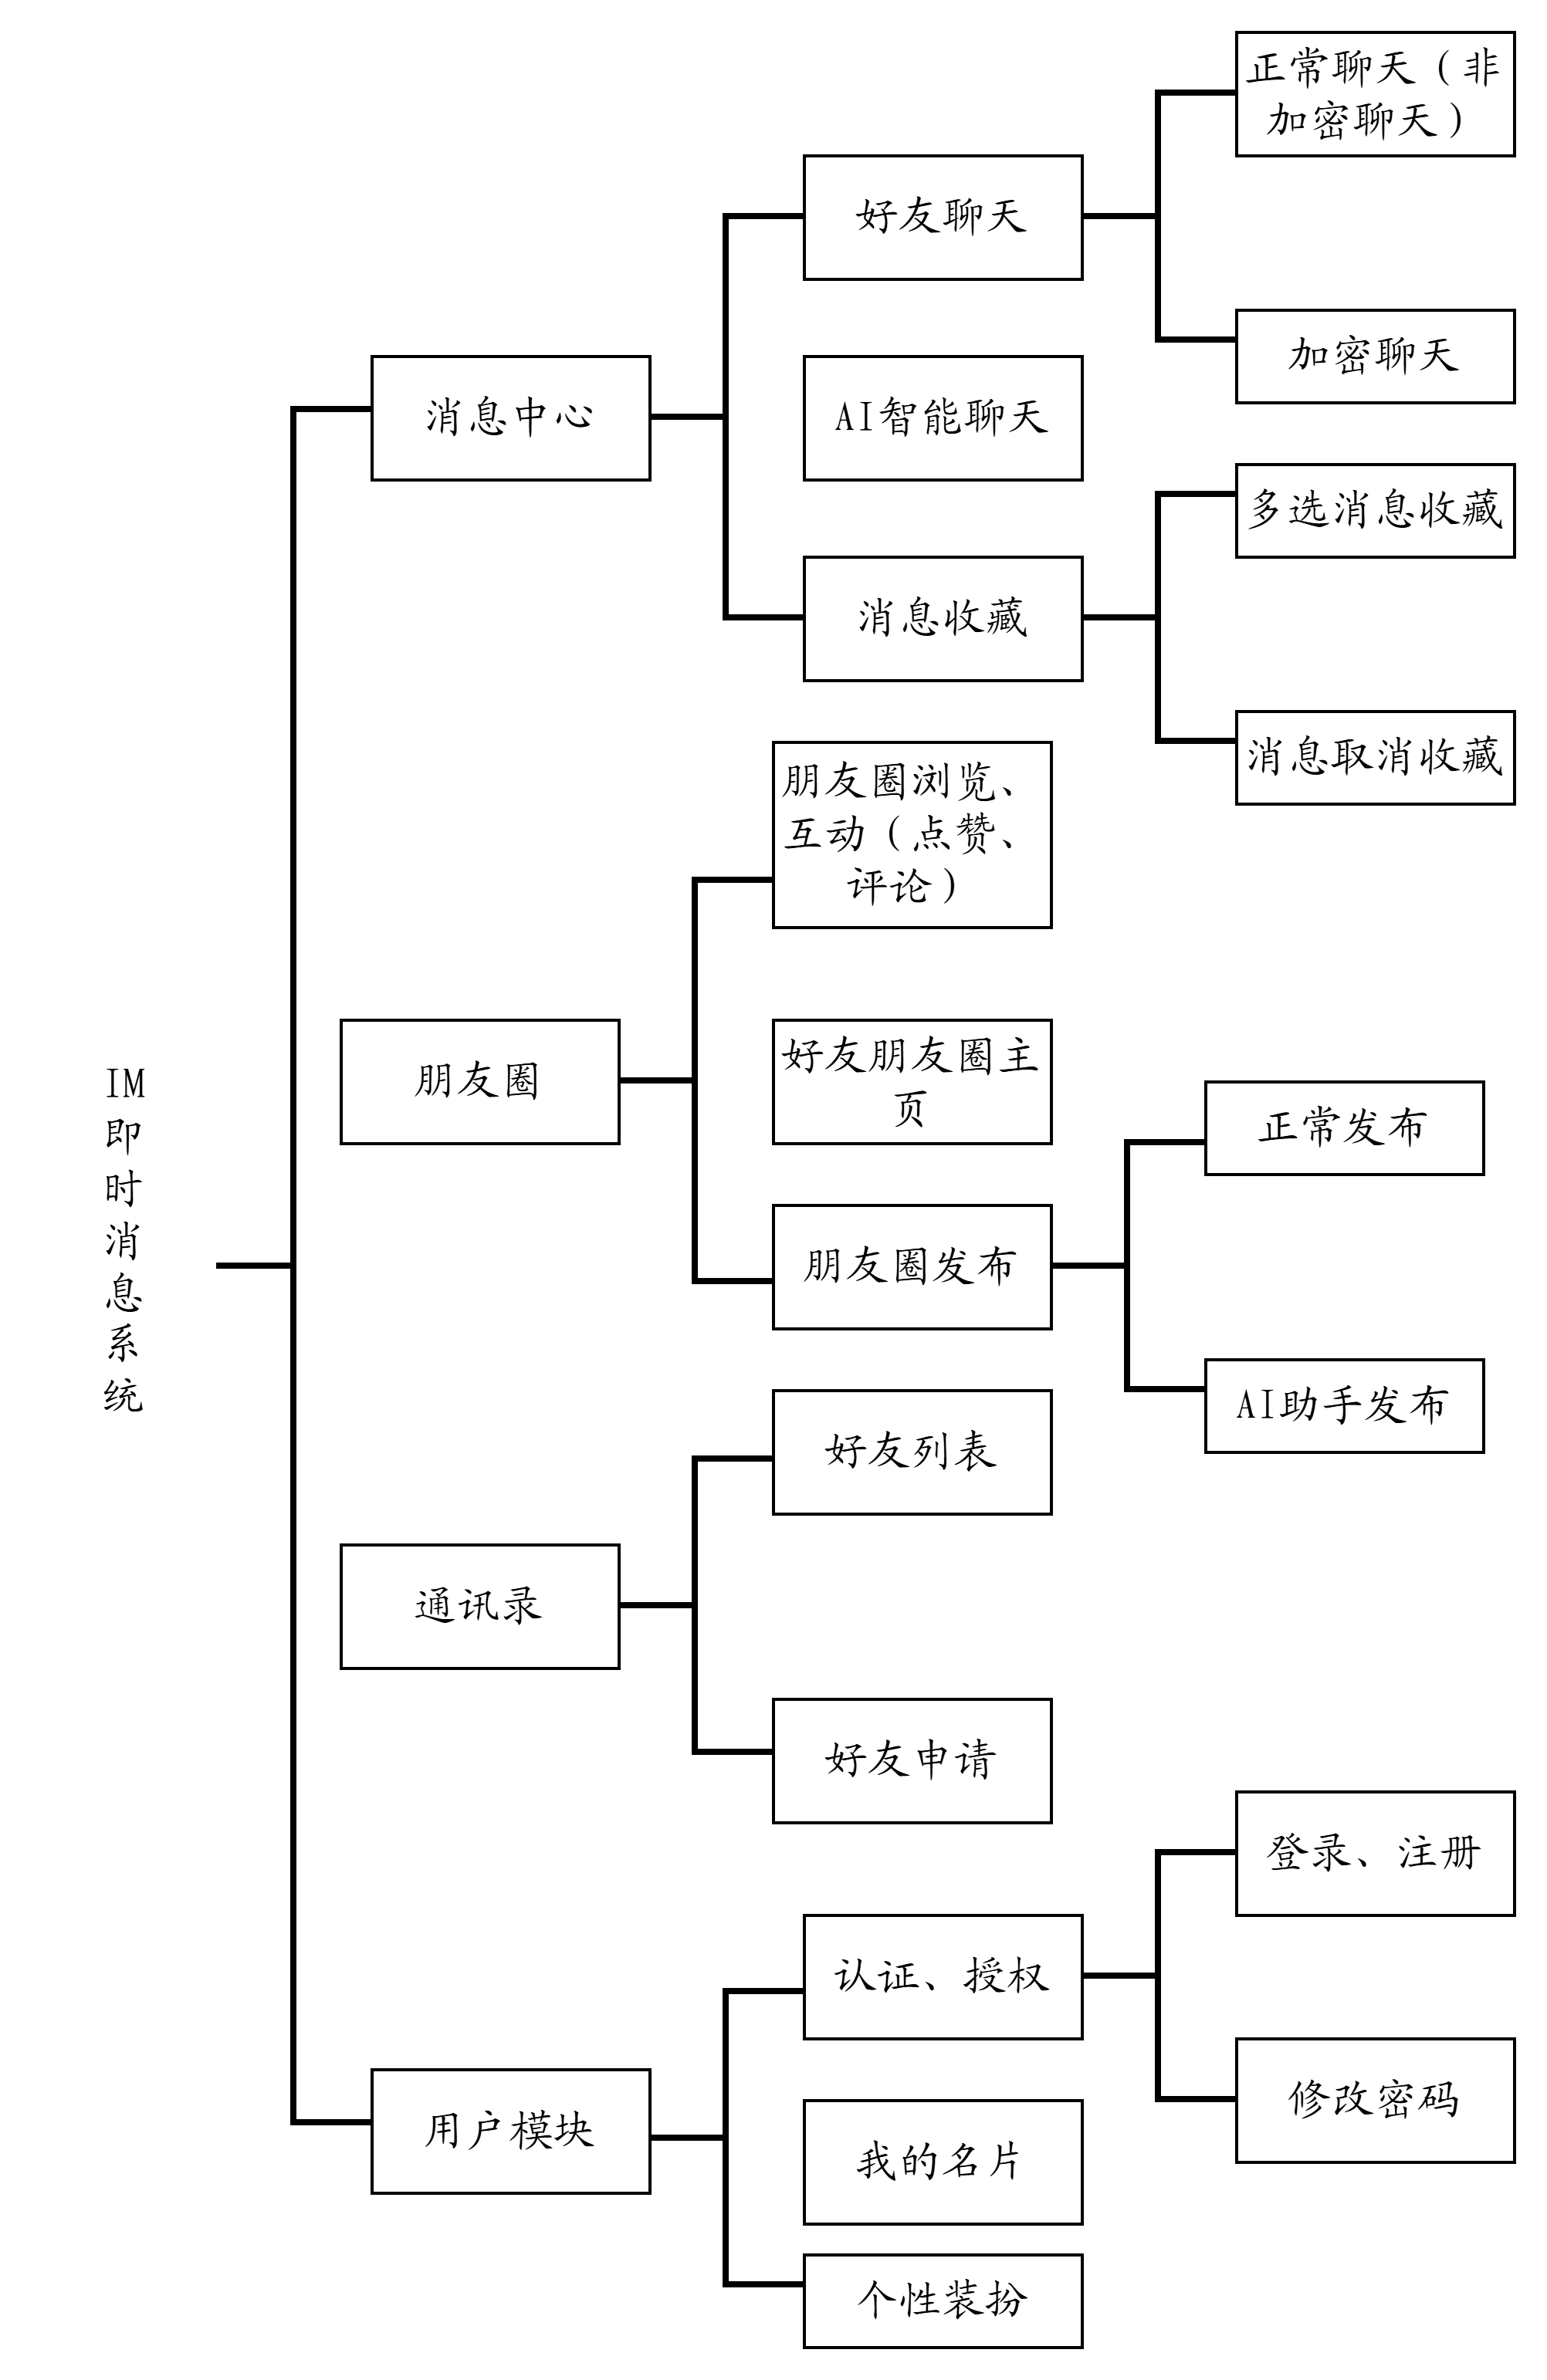 IM
即
时
消
息
系
统
消息中心
好友聊天
正常聊天（非
加密聊天）
加密聊天
AI智能聊天
消息收藏
多选消息收藏
消息取消收藏
朋友圈
朋友圈浏览、
互动（点赞、
评论）
好友朋友圈主
页
朋友圈发布
正常发布
AI助手发布
通讯录
好友列表
好友申请
用户模块
认证、授权
登录、注册
修改密码
我的名片
个性装扮